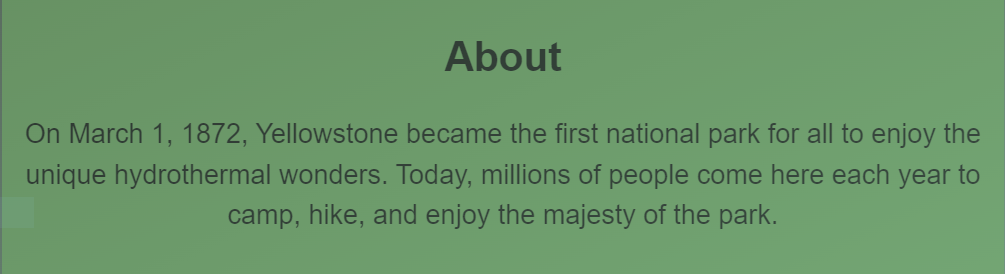 About
On March 1, 1872, Yellowstone became the first national park for all to enjoy the
unique hydrothermal wonders. Today, millions of people come here each year to
camp, hike, and enjoy the majesty of the park.